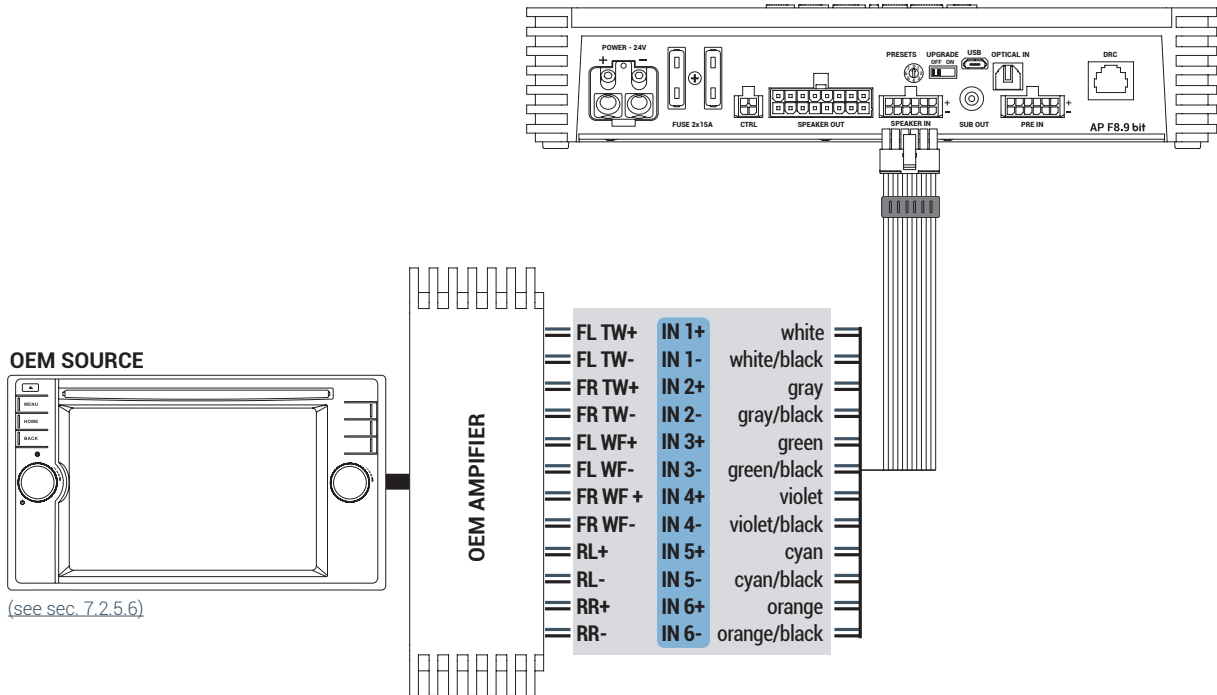 POWER - 24V
+ -
FUSE 2x15A
CTRL
SPEAKER OUT
PRESETS
UPGRADE
OFF ON
USB
OPTICAL IN
DRC
SPEAKER IN
+
-
SUB OUT
PRE IN
+
-
AP F8.9 bit
OEM SOURCE
MENU
HOME
BACK
(see sec. 7.2.5.6)
OEM AMPIFIER
FL TW+ IN 1+ white
FL TW- IN 1- white/black
FR TW+ IN 2+ gray
FR TW- IN 2- gray/black
FL WF+ IN 3+ green
FL WF- IN 3- green/black
FR WF + IN 4+ violet
FR WF- IN 4- violet/black
RL+ IN 5+ cyan
RL- IN 5- cyan/black
RR+ IN 6+ orange
RR- IN 6- orange/black